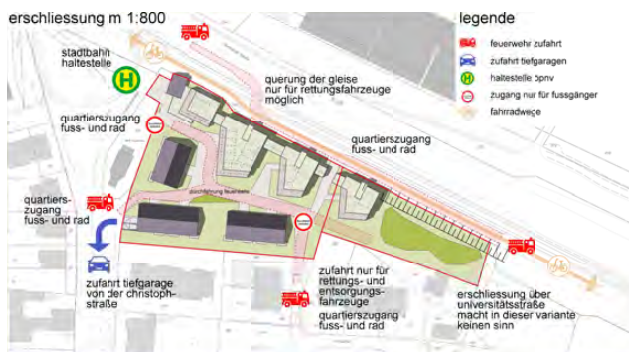 erschliessung m 1:800
legende
feuerwehr zufahrt
zufahrt tiefgaragen
haltestelle öpnv
zugang nur für fussgänger
fahrradwege
stadtbahn
haltestelle
H
querung der gleise
nur für rettungsfahrzeuge
möglich
quartierszugang
fuss- und rad
quartierszugang
fuss- und rad
durchfahrung feuerwehr
quartiers-
zugang
fuss- und rad
zufahrt tiefgarage
von der christoph-
straße
zufahrt nur für
rettungs- und
entsorgungs-
fahrzeuge
quartierszugang
fuss- und rad
erschliessung über
universitätsstraße
macht in dieser variante
keinen sinn